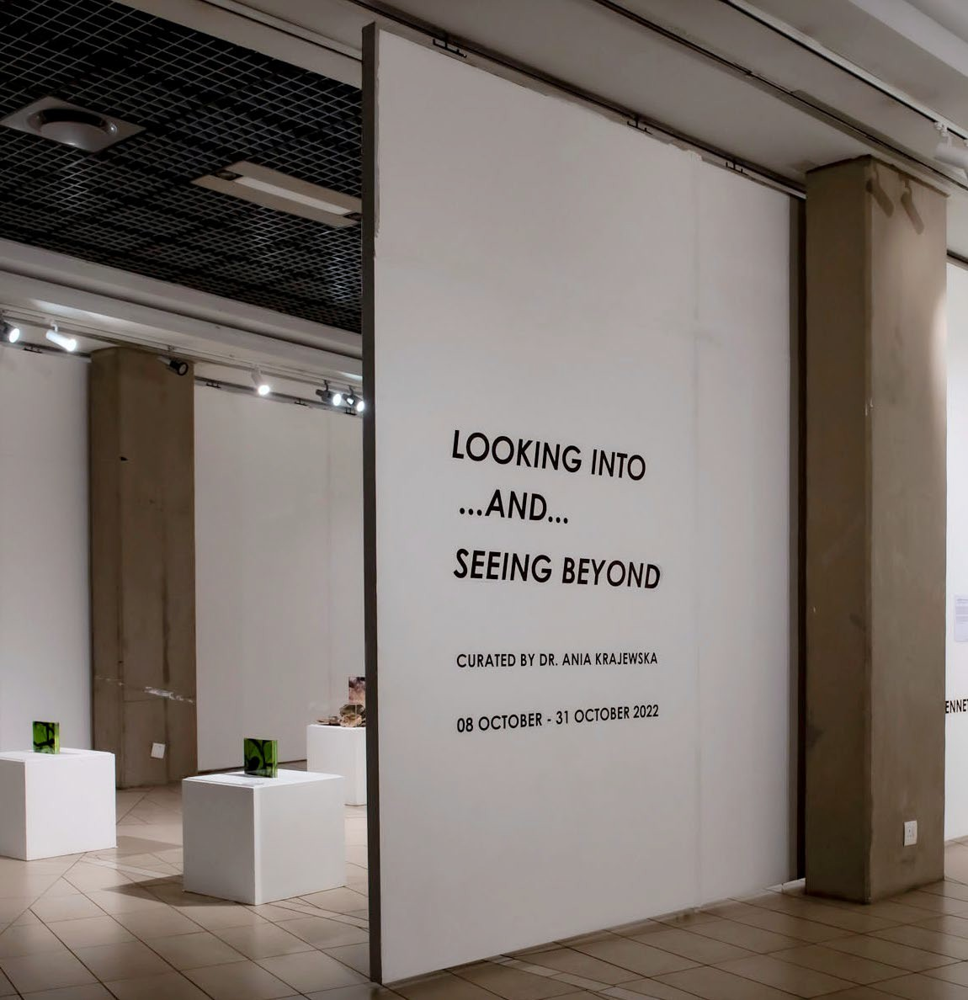 LOOKING INTO
...AND...
SEEING BEYOND
CURATED BY DR. ANIA KRAJEWSKA
08 OCTOBER - 31 OCTOBER 2022